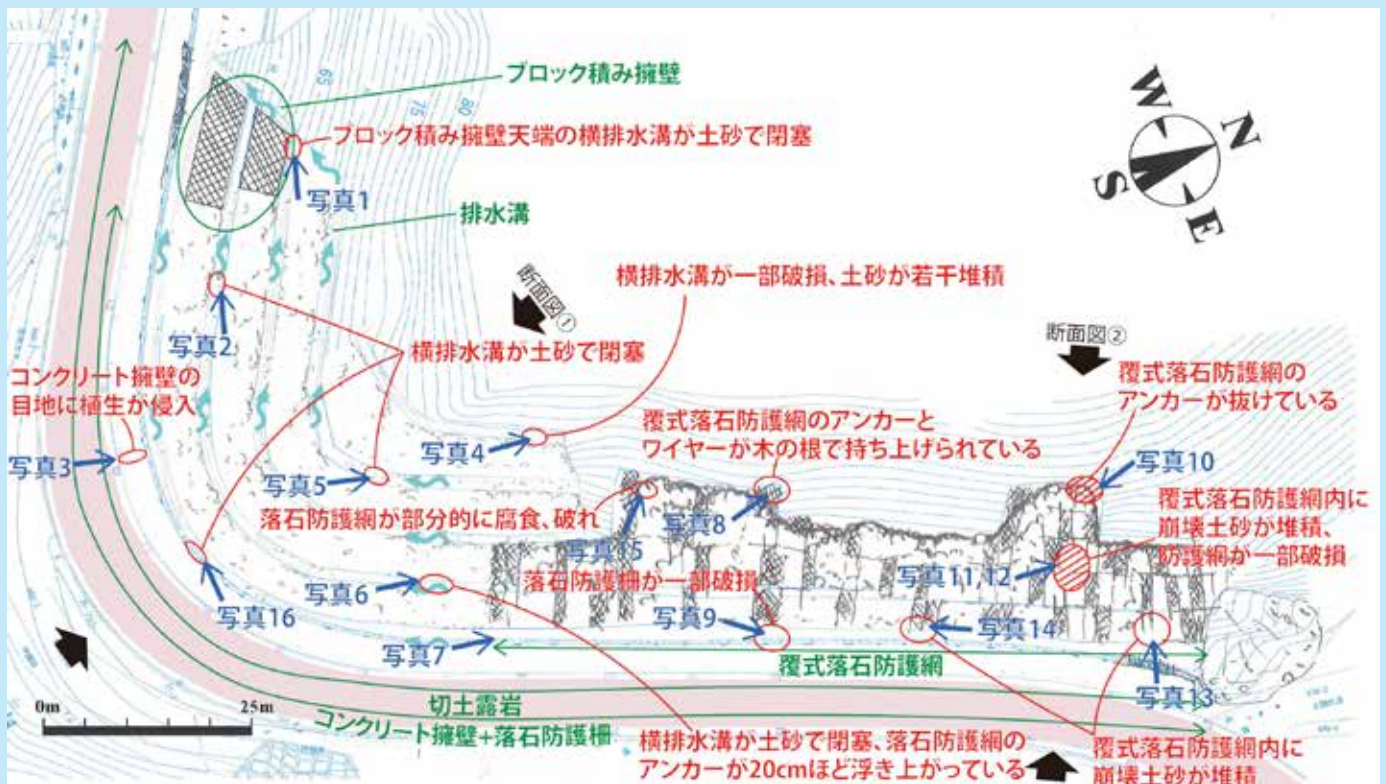 ブロック積み擁壁
65
75
80
ブロック積み擁壁天端の横排水溝が土砂で閉塞
写真1
排水溝
W
N
S
E
断面図①
横排水溝が一部破損、土砂が若干堆積
写真2
横排水溝が土砂で閉塞
断面図②
コンクリート擁壁の
目地に植生が侵入
写真3
覆式落石防護網の
アンカーが抜けている
覆式落石防護網のアンカーと
ワイヤーが木の根で持ち上げられている
写真4
写真5
写真10
落石防護網が部分的に腐食、破れ
写真15
写真8
覆式落石防護網内に
崩壊土砂が堆積、
防護網が一部破損
写真11,12
落石防護柵が一部破損
写真6
写真16
写真9
写真14
写真7
覆式落石防護網
写真13
0m
25m
切土露岩
コンクリート擁壁+落石防護柵
横排水溝が土砂で閉塞、落石防護網の
アンカーが20cmほど浮き上がっている
覆式落石防護網内に
崩壊土砂が堆積